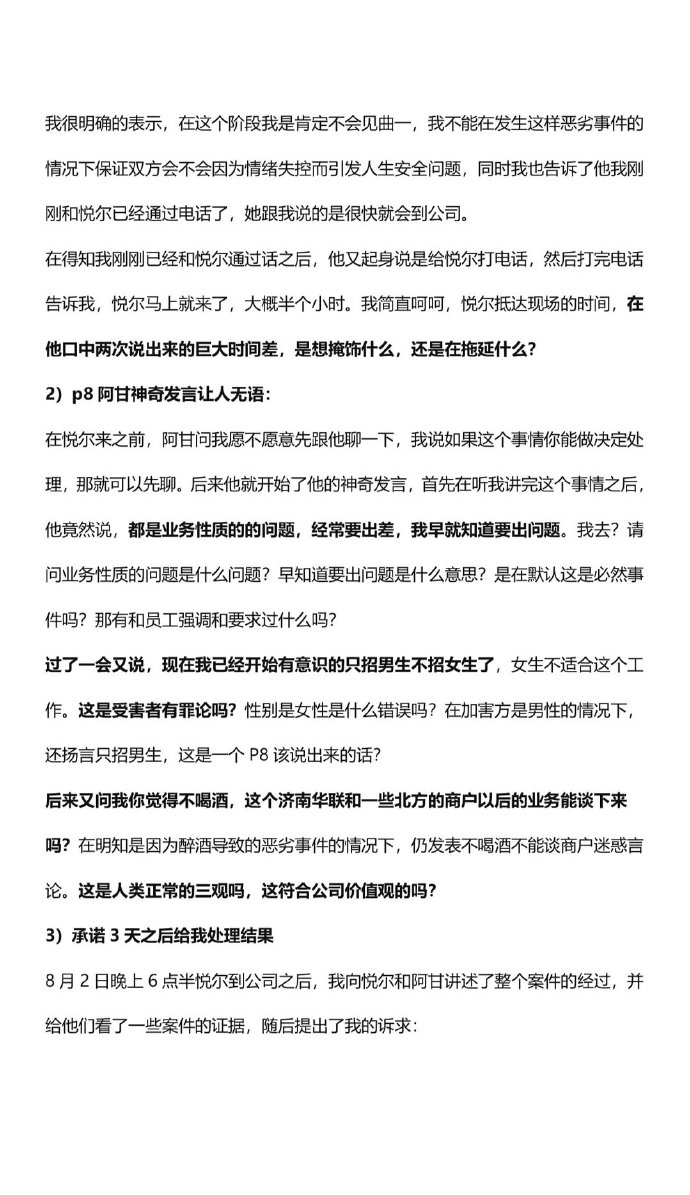 我很明确的表示，在这个阶段我是肯定不会见曲一，我不能在发生这样恶劣事件的
情况下保证双方会不会因为情绪失控而引发人生安全问题，同时我也告诉了他我刚
刚和悦尔已经通过电话了，她跟我说的是很快就会到公司。
在得知我刚刚已经和悦尔通过话之后，他又起身说是给悦尔打电话，然后打完电话
告诉我，悦尔马上就来了，大概半个小时。我简直呵呵，悦尔抵达现场的时间，在
他口中两次说出来的巨大时间差，是想掩饰什么，还是在拖延什么？
2）p8 阿甘神奇发言让人无语：
在悦尔来之前，阿甘问我愿不愿意先跟他聊一下，我说如果这个事情你能做决定处
理，那就可以先聊。后来他就开始了他的神奇发言，首先在听我讲完这个事情之后，
他竟然说，都是业务性质的的问题，经常要出差，我早就知道要出问题。我去？请
问业务性质的问题是什么问题？早知道要出问题是什么意思？是在默认这是必然事
件吗？那有和员工强调和要求过什么吗？
过了一会又说，现在我已经开始有意识的只招男生不招女生了，女生不适合这个工
作。这是受害者有罪论吗？性别是女性是什么错误吗？在加害方是男性的情况下，
还扬言只招男生，这是一个 P8 该说出来的话？
后来又问我你觉得不喝酒，这个济南华联和一些北方的商户以后的业务能谈下来
吗？在明知是因为醉酒导致的恶劣事件的情况下，仍发表不喝酒不能谈商户迷惑言
论。这是人类正常的三观吗，这符合公司价值观的吗？
3）承诺 3 天之后给我处理结果
8 月 2 日晚上 6 点半悦尔到公司之后，我向悦尔和阿甘讲述了整个案件的经过，并
给他们看了一些案件的证据，随后提出了我的诉求：